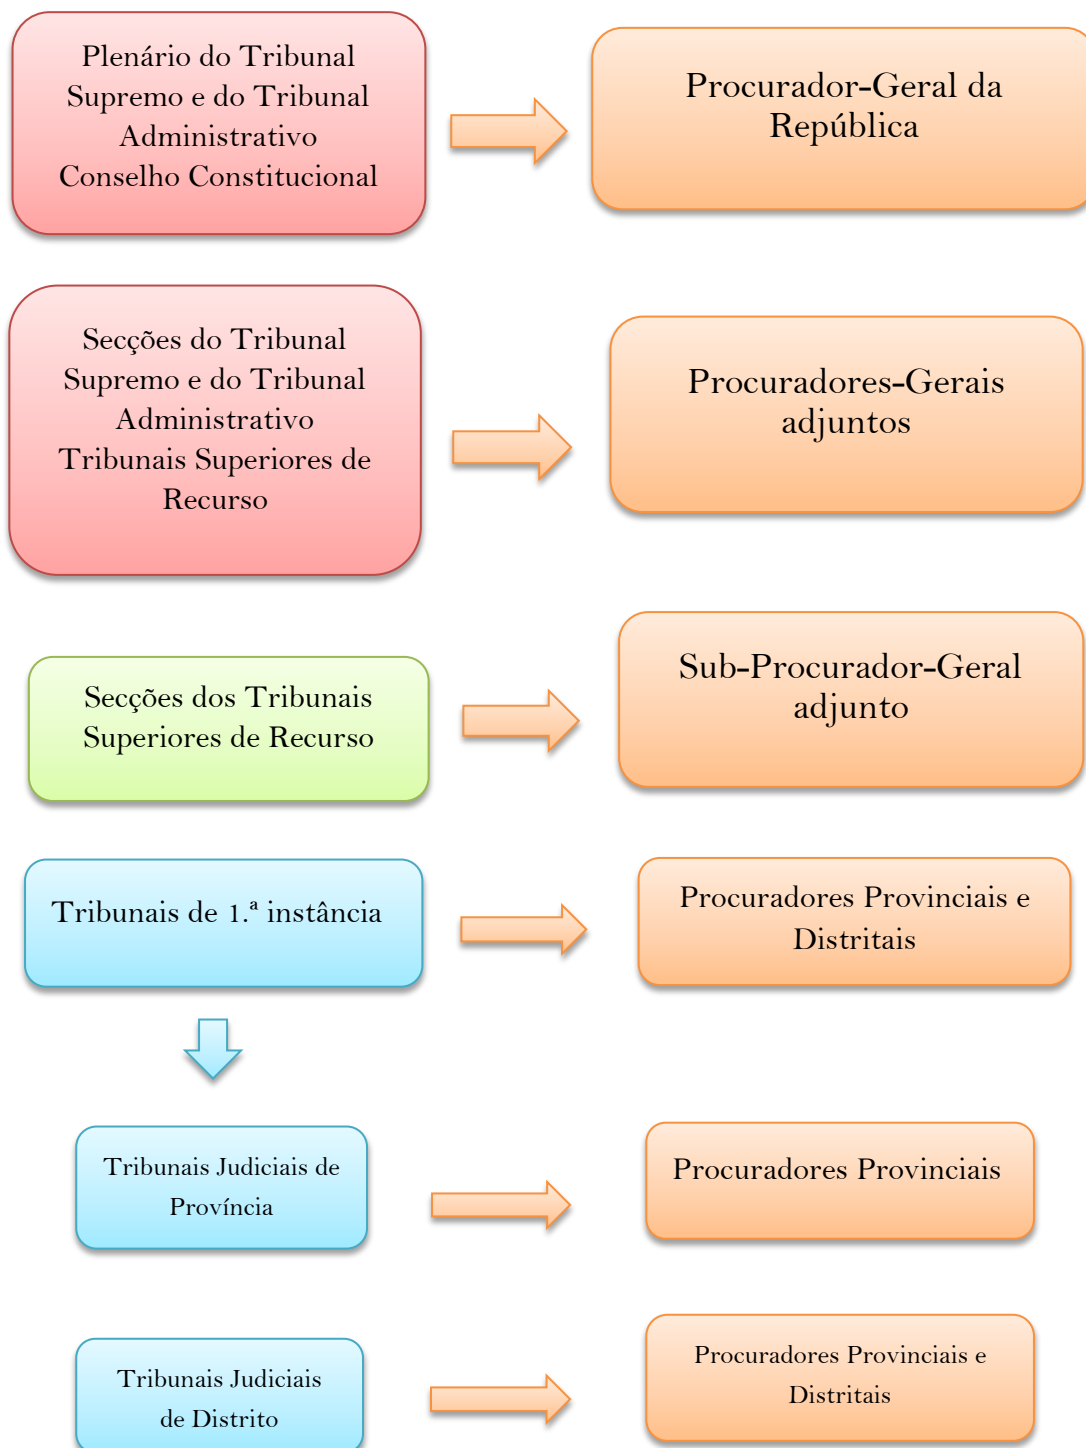 Plenário do Tribunal
Supremo e do Tribunal
Administrativo
Conselho Constitucional
Procurador-Geral da
República
Secções do Tribunal
Supremo e do Tribunal
Administrativo
Tribunais Superiores de
Recurso
Procuradores-Gerais
adjuntos
Secções dos Tribunais
Superiores de Recurso
Sub-Procurador-Geral
adjunto
Tribunais de 1.ª instância
Procuradores Provinciais e
Distritais
Tribunais Judiciais de
Província
Procuradores Provinciais
Tribunais Judiciais
de Distrito
Procuradores Provinciais e
Distritais